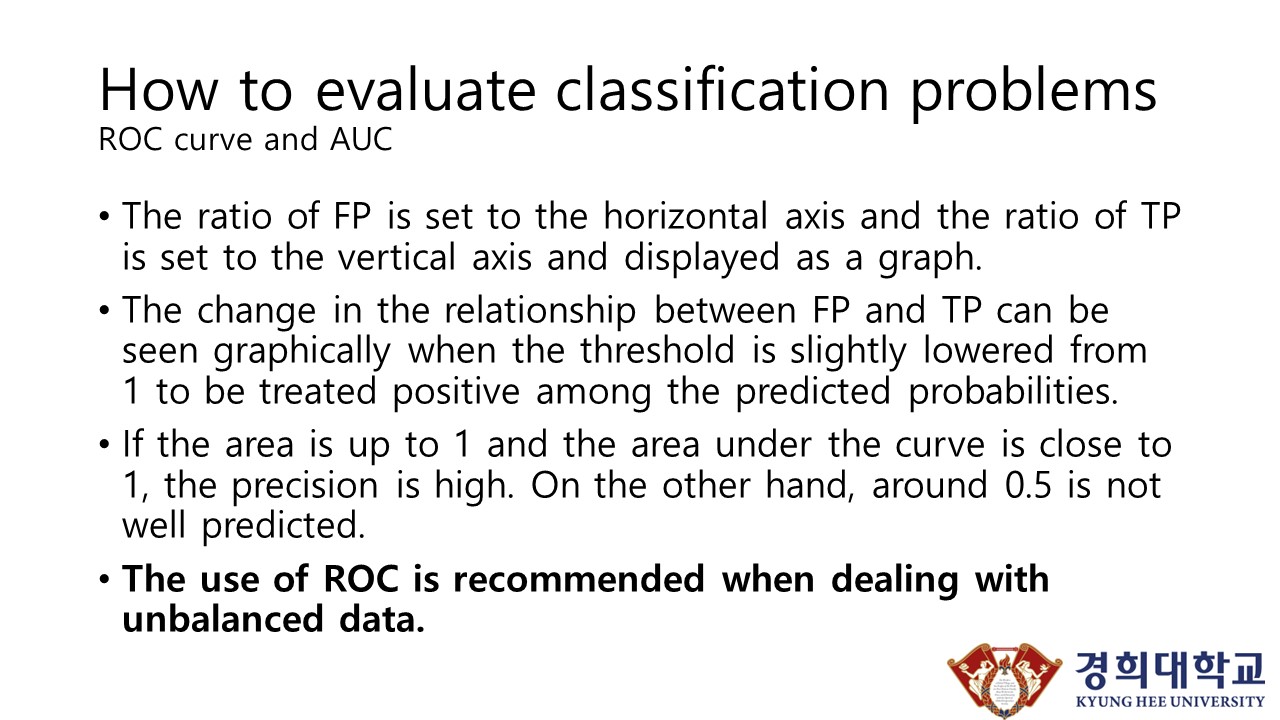 How to evaluate classification problems
ROC curve and AUC
• The ratio of FP is set to the horizontal axis and the ratio of TP
is set to the vertical axis and displayed as a graph.
• The change in the relationship between FP and TP can be
seen graphically when the threshold is slightly lowered from
1 to be treated positive among the predicted probabilities.
• If the area is up to 1 and the area under the curve is close to
1, the precision is high. On the other hand, around 0.5 is not
well predicted.
• The use of ROC is recommended when dealing with
unbalanced data.
경희대학교
KYUNG HEE UNIVERSITY